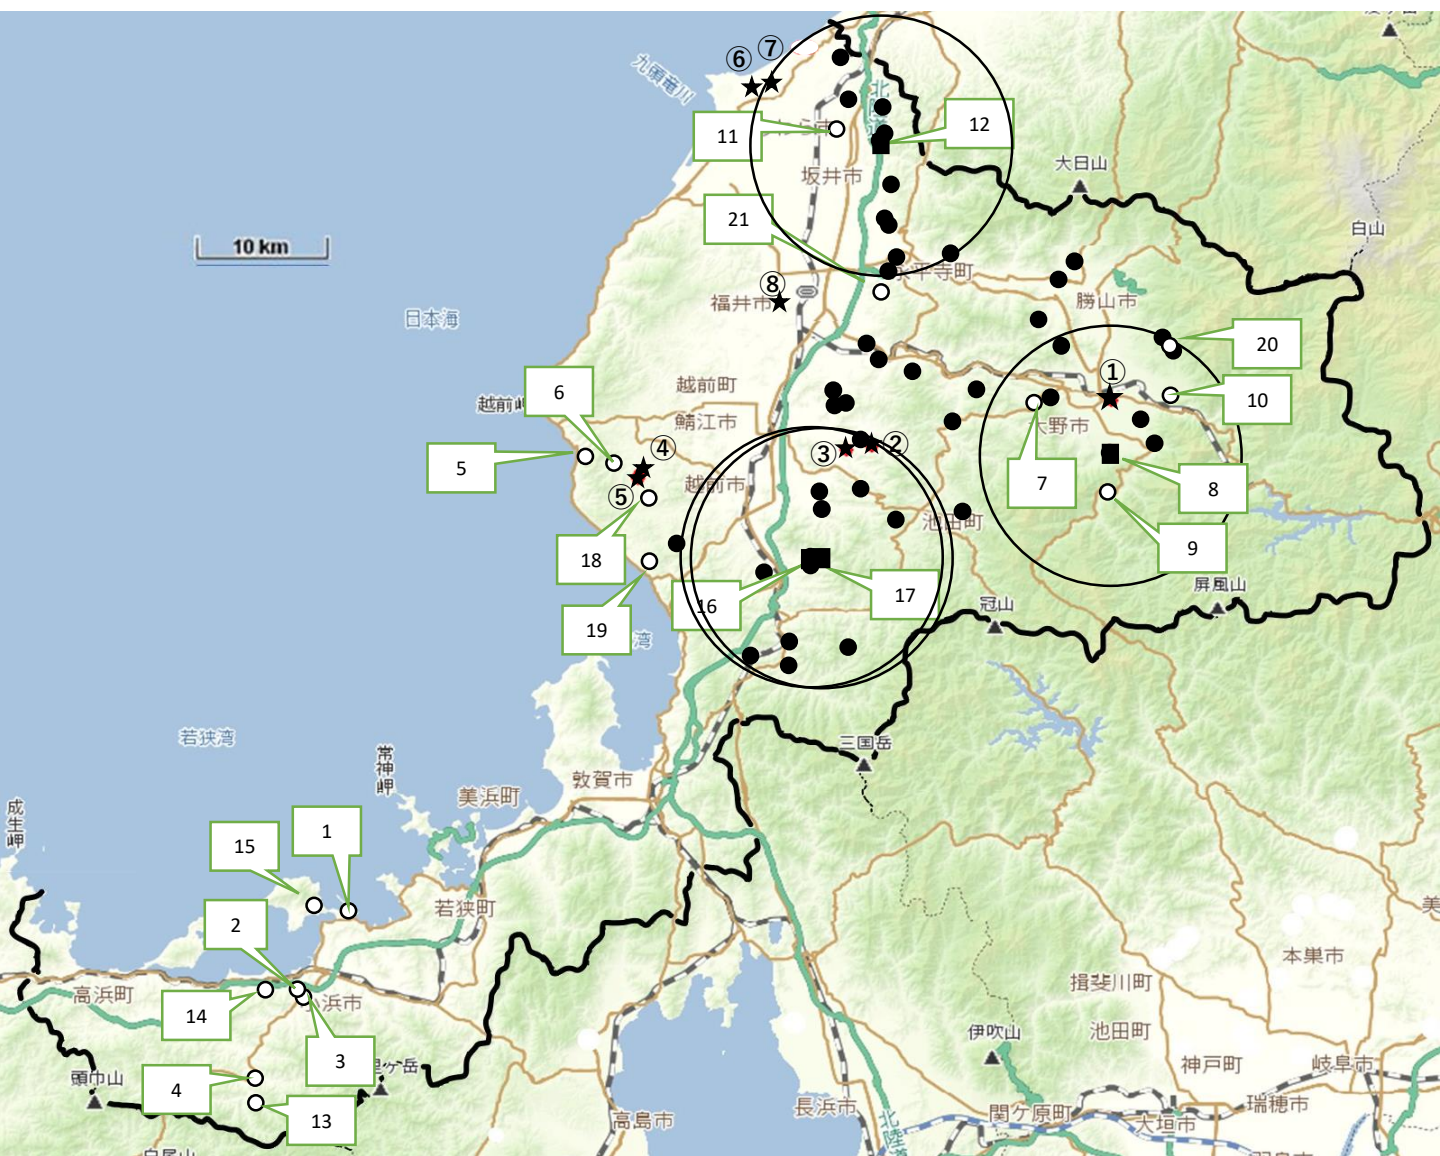 ⑥ ⑦
九頭竜川
北陸道
11
12
坂井市
大日山
白山
21
10 km
永平寺町
⑧
福井市
勝山市
日本海
20
①
6
越前町
10
越前岬
鯖江市
大野市
④
③
②
5
越前市
7
8
⑤
池田町
18
9
16
17
屏風山
冠山
19
湾
若狭湾
三国岳
常神岬
敦賀市
美浜町
成生岬
1
15
若狭町
2
本巣市
高浜町
小浜市
揖斐川町
14
伊吹山
池田町
3
神戸町
岐阜市
頭巾山
4
長浜市
関ケ原町
瑞穂市
13
高島市
大垣市
北陸